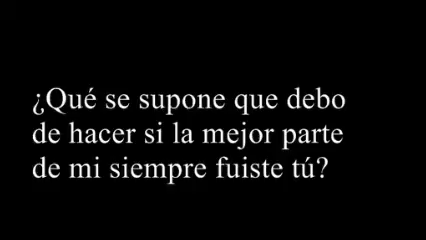 ¿Qué se supone que debo
de hacer si la mejor parte
de mi siempre fuiste tú?